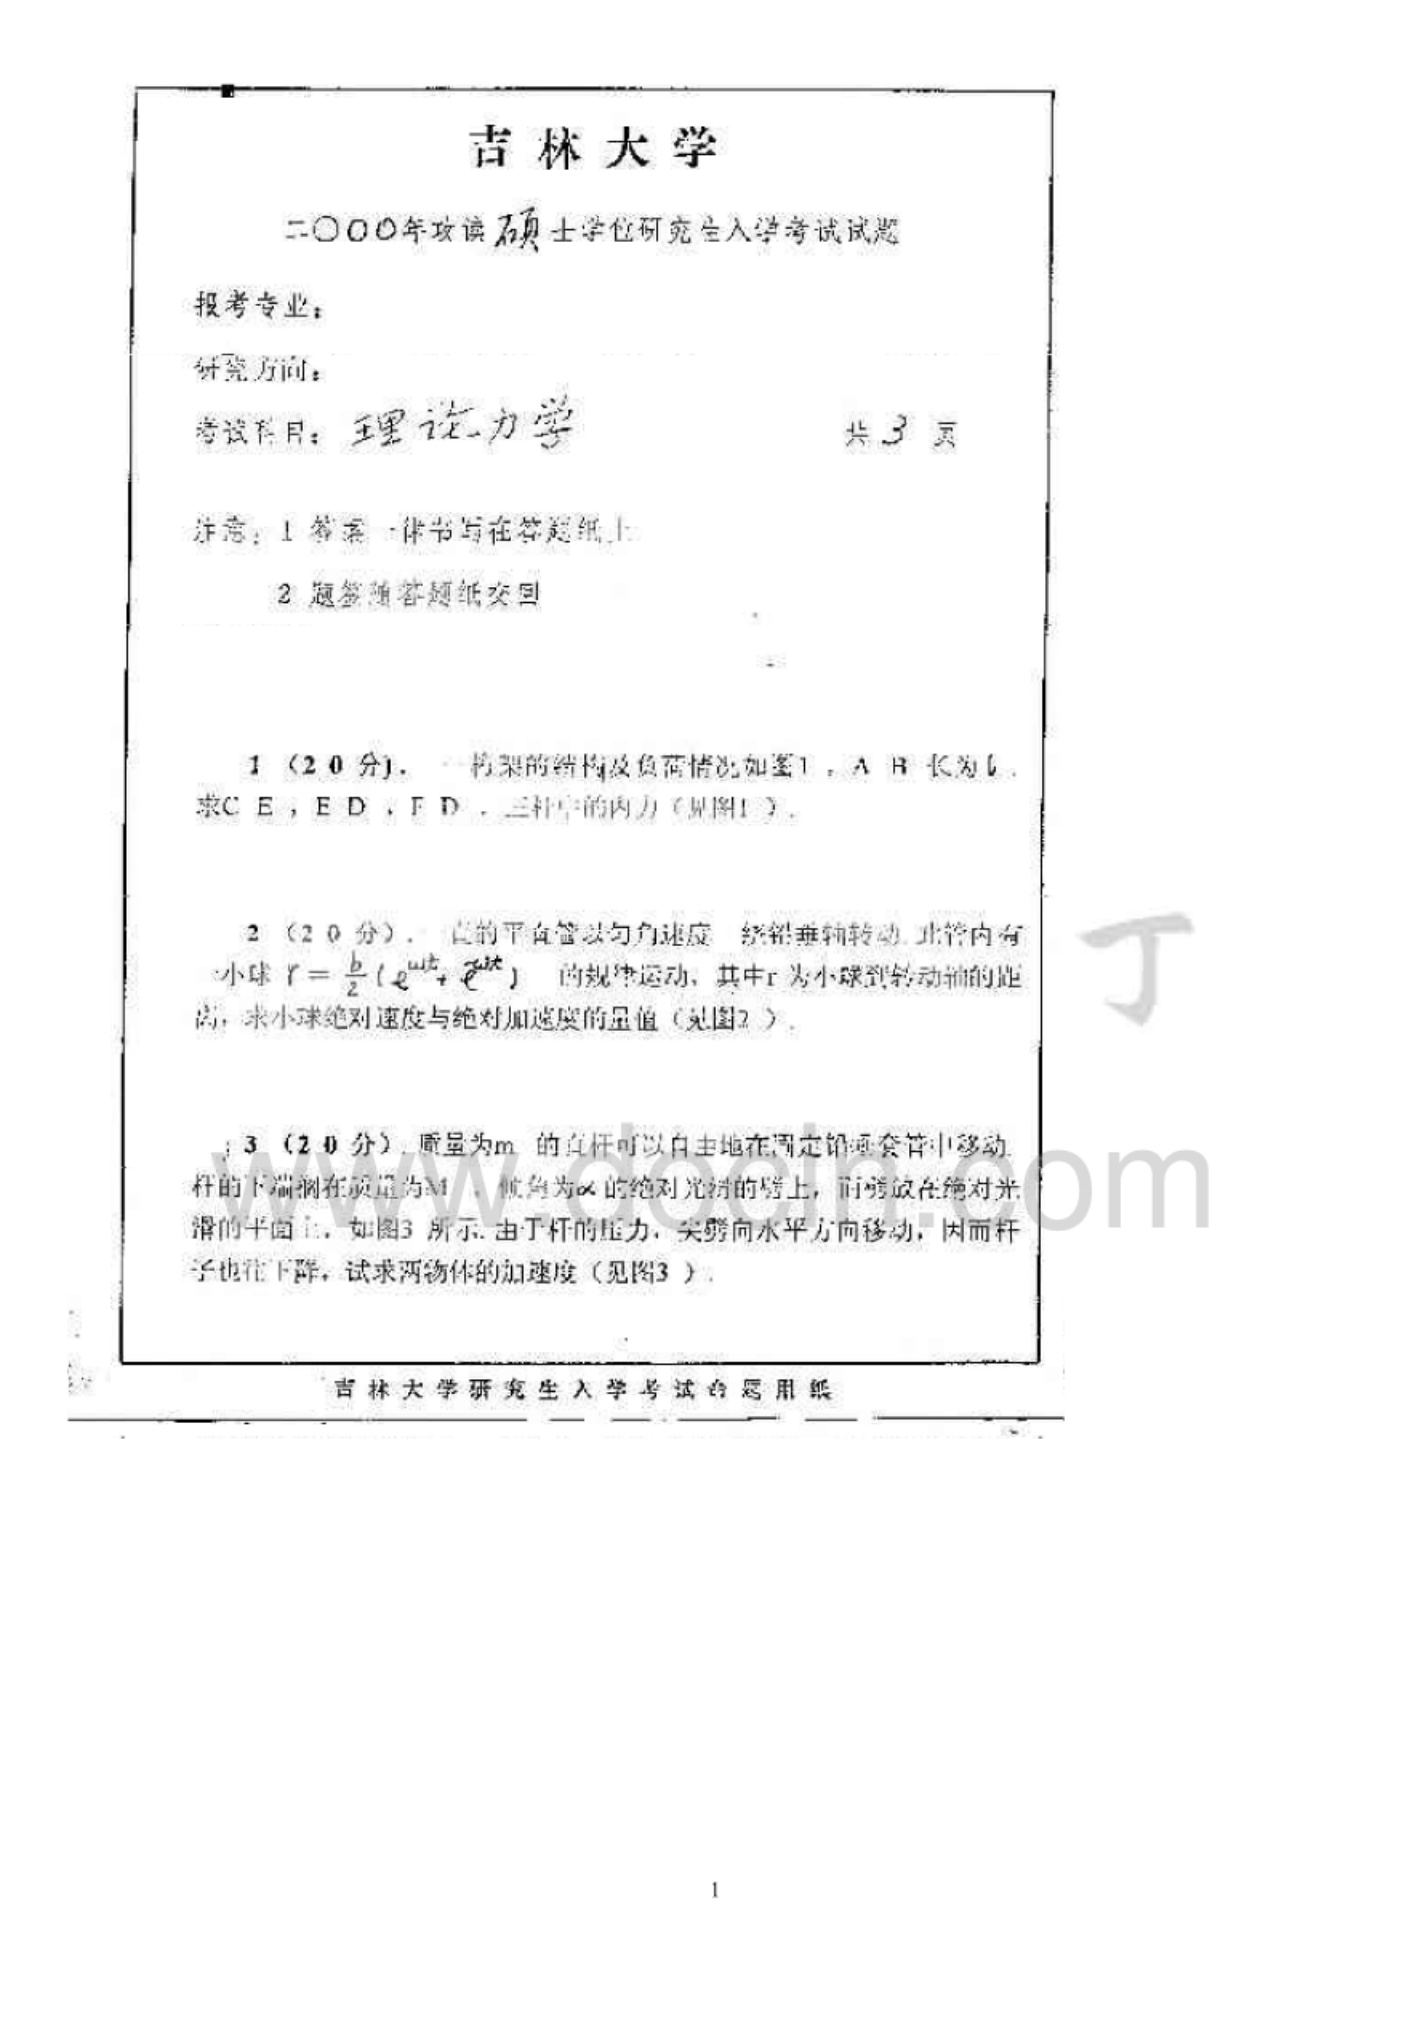 吉林大学
二〇〇〇年攻读硕士学位研究生入学考试试题
报考专业：
研究方向：
考试科目： 理论力学 共 3 页
注意：1 答案一律书写在答题纸上
2 题签随答题纸交回
1 （20分）． 一构架的结构及负荷情况如图1，A B 长为l．
求C E，E D，F D．三杆中的内力（见图1）．
2 （20分）． 直的平直管以匀角速度 绕铅垂轴转动.此管内有
一小球 r = b/2 (e^ωt + e^-ωt) 的规律运动，其中r为小球到转动轴的距
离，求小球绝对速度与绝对加速度的量值（见图2）．
丁
3 （20分）．质量为m 的直杆可以自由地在固定铅垂套管中移动.
杆的下端搁在质量为M ，倾角为α的绝对光滑的劈上，而劈放在绝对光
滑的平面上．如图3 所示.由于杆的压力，尖劈向水平方向移动，因而杆
子也往下降，试求两物体的加速度（见图3）．
www.docin.com
吉林大学研究生入学考试命题用纸
1